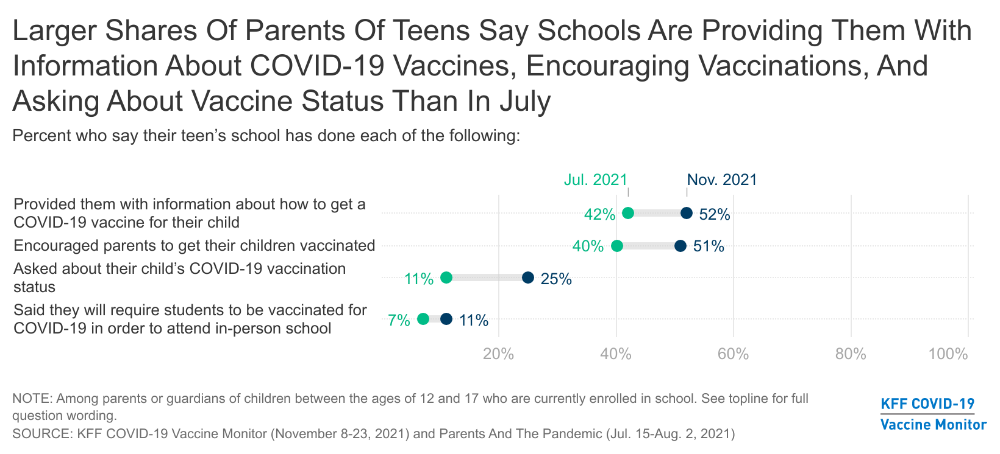 Larger Shares Of Parents Of Teens Say Schools Are Providing Them With
Information About COVID-19 Vaccines, Encouraging Vaccinations, And
Asking About Vaccine Status Than In July
Percent who say their teen’s school has done each of the following:
Jul. 2021 Nov. 2021
Provided them with information about how to get a
COVID-19 vaccine for their child
42% 52%
Encouraged parents to get their children vaccinated
40% 51%
Asked about their child’s COVID-19 vaccination
status
11% 25%
Said they will require students to be vaccinated for
COVID-19 in order to attend in-person school
7% 11%
20% 40% 60% 80% 100%
NOTE: Among parents or guardians of children between the ages of 12 and 17 who are currently enrolled in school. See topline for full
question wording.
SOURCE: KFF COVID-19 Vaccine Monitor (November 8-23, 2021) and Parents And The Pandemic (Jul. 15-Aug. 2, 2021)
KFF COVID-19
Vaccine Monitor